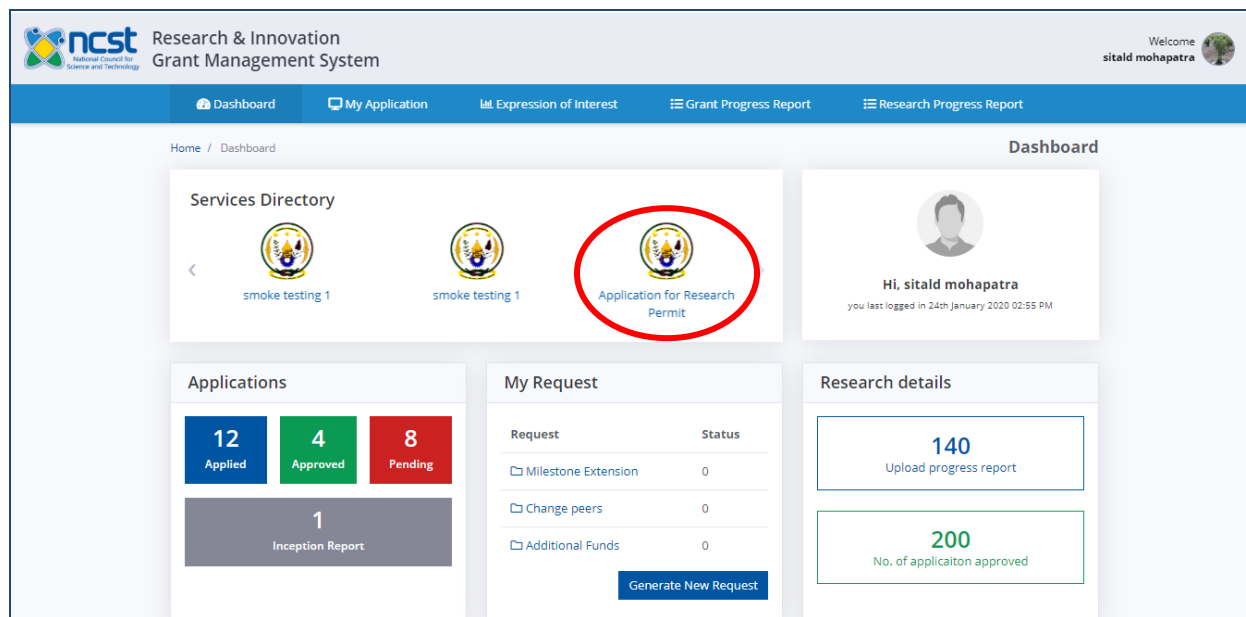 ncst
National Council for
Science and Technology
Research & Innovation
Grant Management System
Welcome
sitald mohapatra
Dashboard
My Application
Expression of Interest
Grant Progress Report
Research Progress Report
Home / Dashboard
Dashboard
Services Directory
smoke testing 1
smoke testing 1
Application for Research
Permit
Hi, sitald mohapatra
you last logged in 24th January 2020 02:55 PM
Applications
12
Applied
4
Approved
8
Pending
1
Inception Report
My Request
Request Status
Milestone Extension 0
Change peers 0
Additional Funds 0
Generate New Request
Research details
140
Upload progress report
200
No. of applicaiton approved